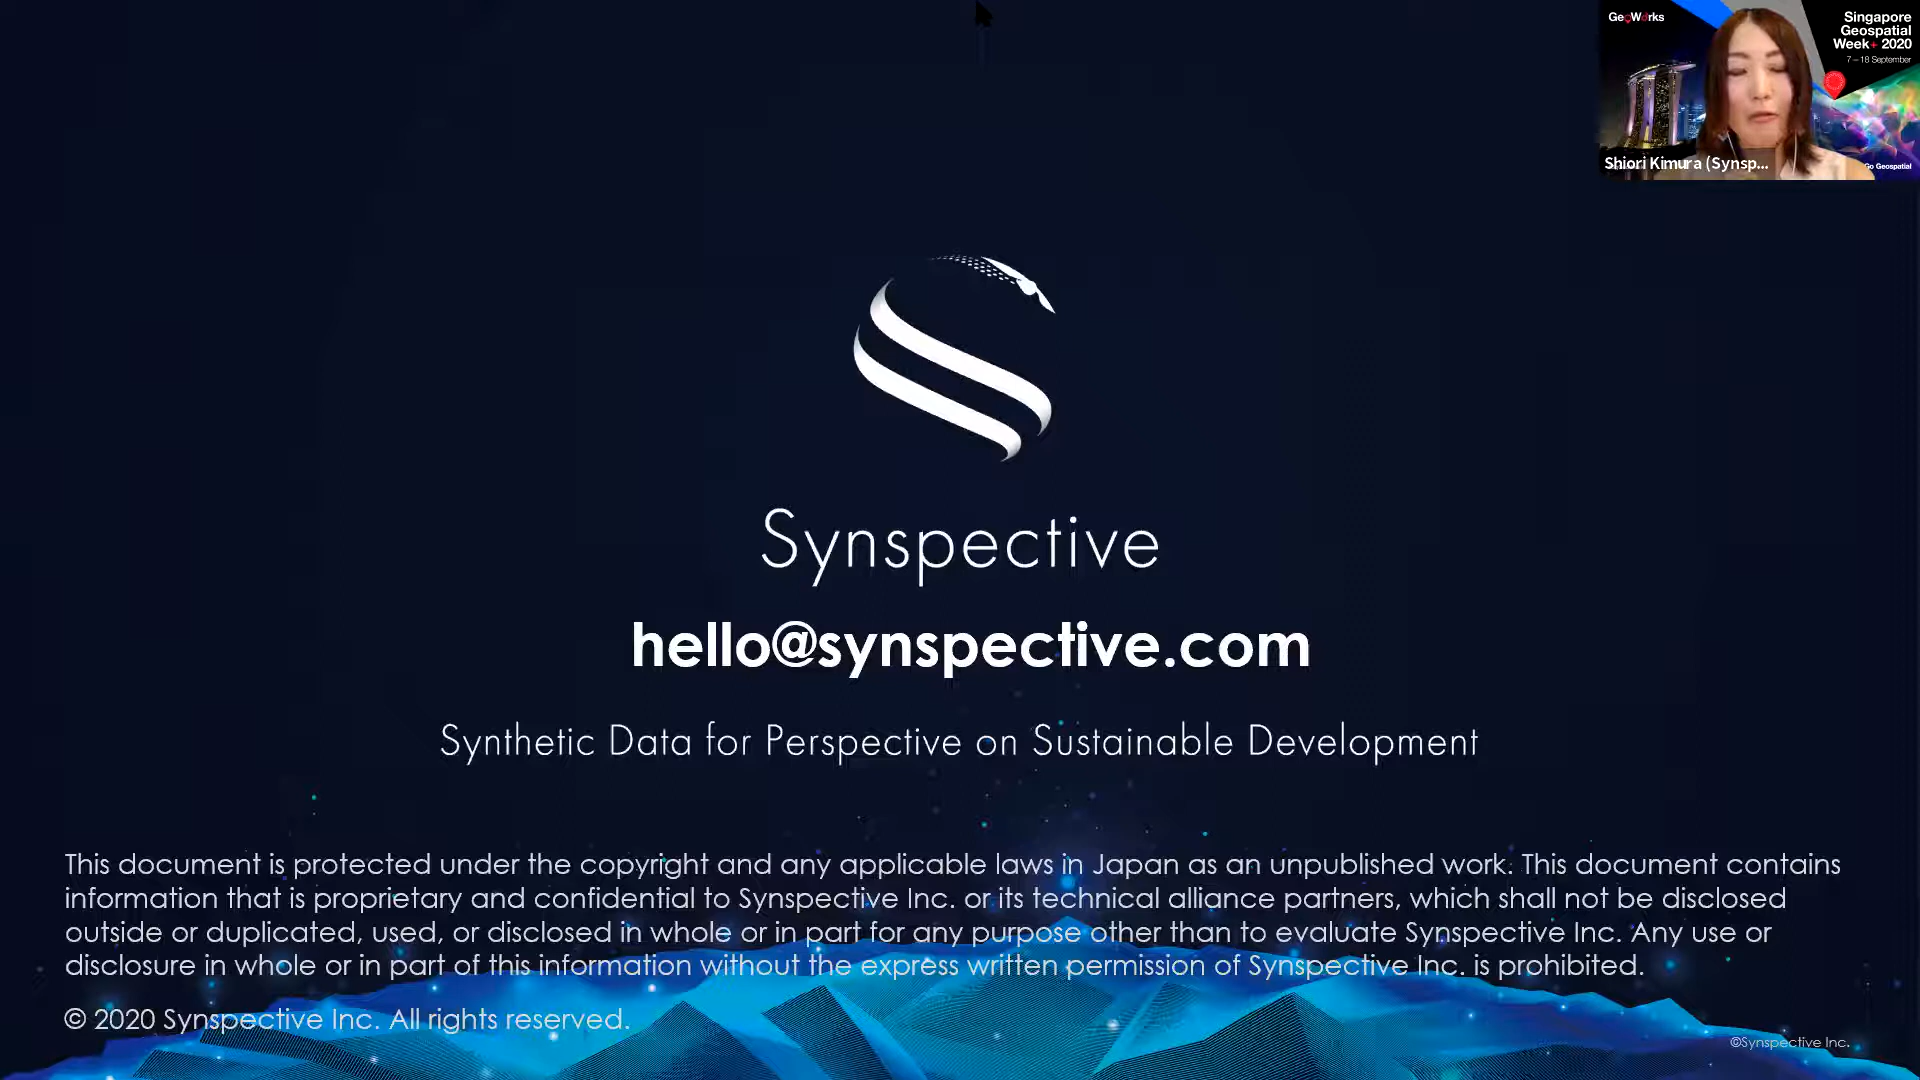 GeoWorks
Singapore
Geospatial
Week+ 2020
7 – 18 September
Shiori Kimura (Synsp...
Go Geospatial
Synspective
hello@synspective.com
Synthetic Data for Perspective on Sustainable Development
This document is protected under the copyright and any applicable laws in Japan as an unpublished work. This document contains
information that is proprietary and confidential to Synspective Inc. or its technical alliance partners, which shall not be disclosed
outside or duplicated, used, or disclosed in whole or in part for any purpose other than to evaluate Synspective Inc. Any use or
disclosure in whole or in part of this information without the express written permission of Synspective Inc. is prohibited.
© 2020 Synspective Inc. All rights reserved.
©Synspective Inc.